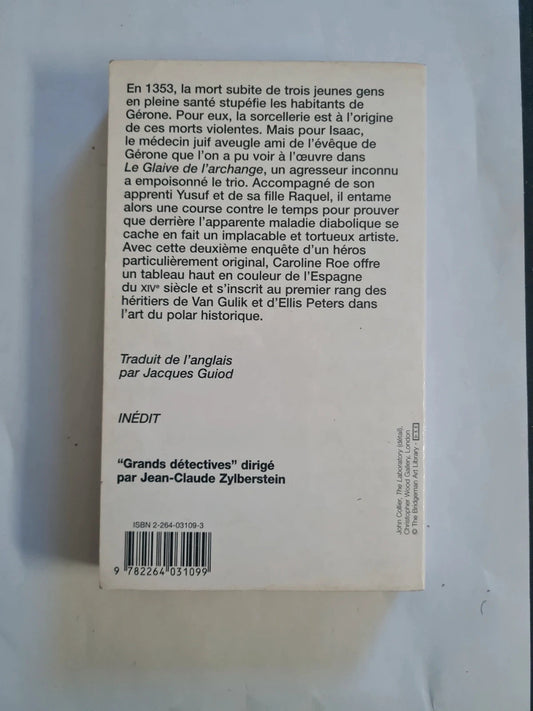 En 1353, la mort subite de trois jeunes gens
en pleine santé stupéfie les habitants de
Gérone. Pour eux, la sorcellerie est à l'origine
de ces morts violentes. Mais pour Isaac,
le médecin juif aveugle ami de l'évêque de
Gérone que l'on a pu voir à l'œuvre dans
Le Glaive de l'archange, un agresseur inconnu
a empoisonné le trio. Accompagné de son
apprenti Yusuf et de sa fille Raquel, il entame
alors une course contre le temps pour prouver
que derrière l'apparente maladie diabolique se
cache en fait un implacable et tortueux artiste.
Avec cette deuxième enquête d'un héros
particulièrement original, Caroline Roe offre
un tableau haut en couleur de l'Espagne
du XIVe siècle et s'inscrit au premier rang des
héritiers de Van Gulik et d'Ellis Peters dans
l'art du polar historique.
Traduit de l'anglais
par Jacques Guiod
INÉDIT
"Grands détectives" dirigé
par Jean-Claude Zylberstein
ISBN 2-264-03109-3
9 782264 031099
John Collier, The Laboratory (détail),
Christopher Wood Gallery, London
© The Bridgeman Art Library -